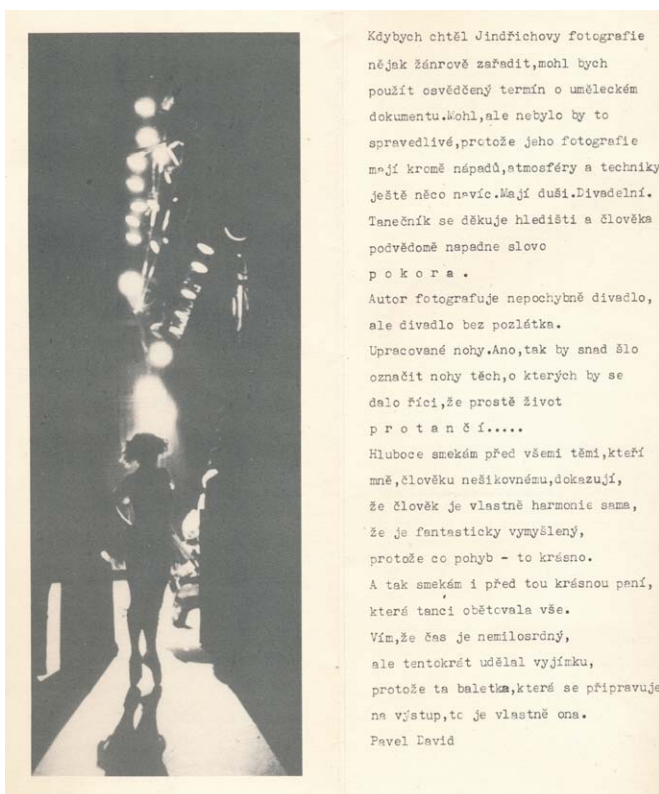 Kdybych chtěl Jindřichovy fotografie
nějak žánrově zařadit,mohl bych
použít osvědčený termín o uměleckém
dokumentu.Mohl,ale nebylo by to
spravedlivé,protože jeho fotografie
mají kromě nápadů,atmosféry a techniky
ještě něco navíc.Mají duši.Divadelní.
Tanečník se děkuje hledišti a člověka
podvědomě napadne slovo
p o k o r a .
Autor fotografuje nepochybně divadlo,
ale divadlo bez pozlátka.
Upracované nohy.Ano,tak by snad šlo
označit nohy těch,o kterých by se
dalo říci,že prostě život
p r o t a n č í.....
Hluboce smekám před všemi těmi,kteří
mně,člověku nešikovnému,dokazují,
že člověk je vlastně harmonie sama,
že je fantasticky vymyšlený,
protože co pohyb - to krásno.
A tak smekám i před tou krásnou paní,
která tanci obětovala vše.
Vím,že čas je nemilosrdný,
ale tentokrát udělal vyjímku,
protože ta baletka,která se připravuje
na výstup,to je vlastně ona.
Pavel David